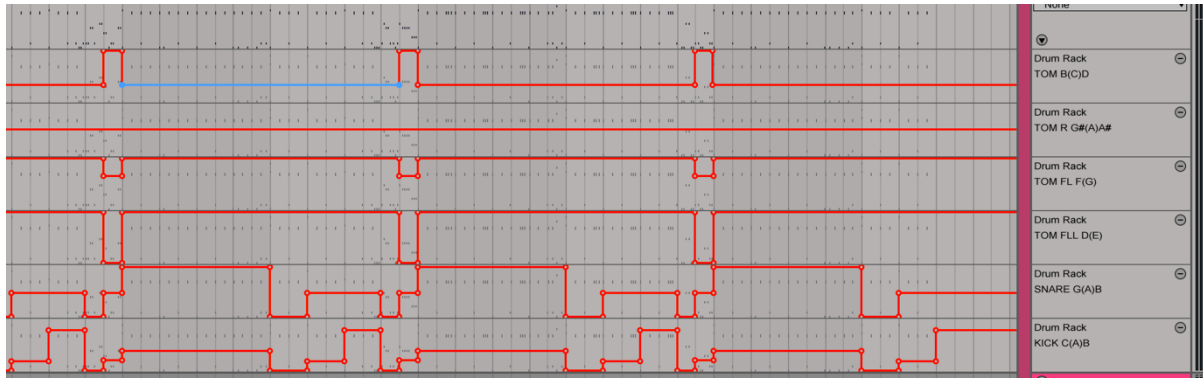 None
Drum Rack
TOM B(C)D
Drum Rack
TOM R G#(A)A#
Drum Rack
TOM FL F(G)
Drum Rack
TOM FLL D(E)
Drum Rack
SNARE G(A)B
Drum Rack
KICK C(A)B